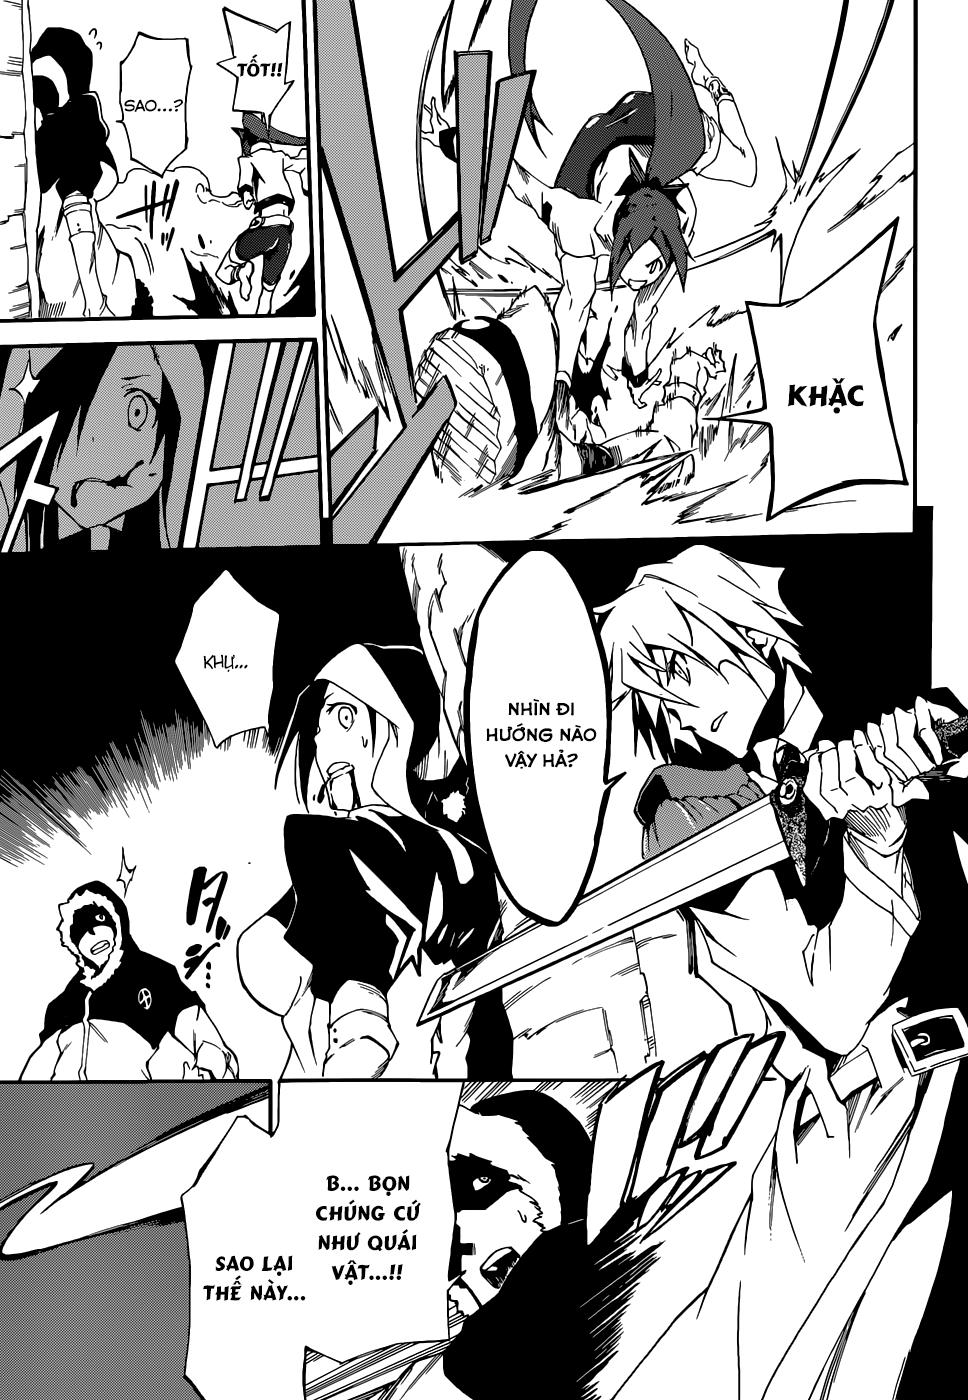 KHẶC
TỐT!!
SAO...?
NHÌN ĐI
HƯỚNG NÀO
VẬY HẢ?
KHỰ...
B... BỌN
CHÚNG CỨ
NHƯ QUÁI
VẬT...!!
SAO LẠI
THẾ NÀY...